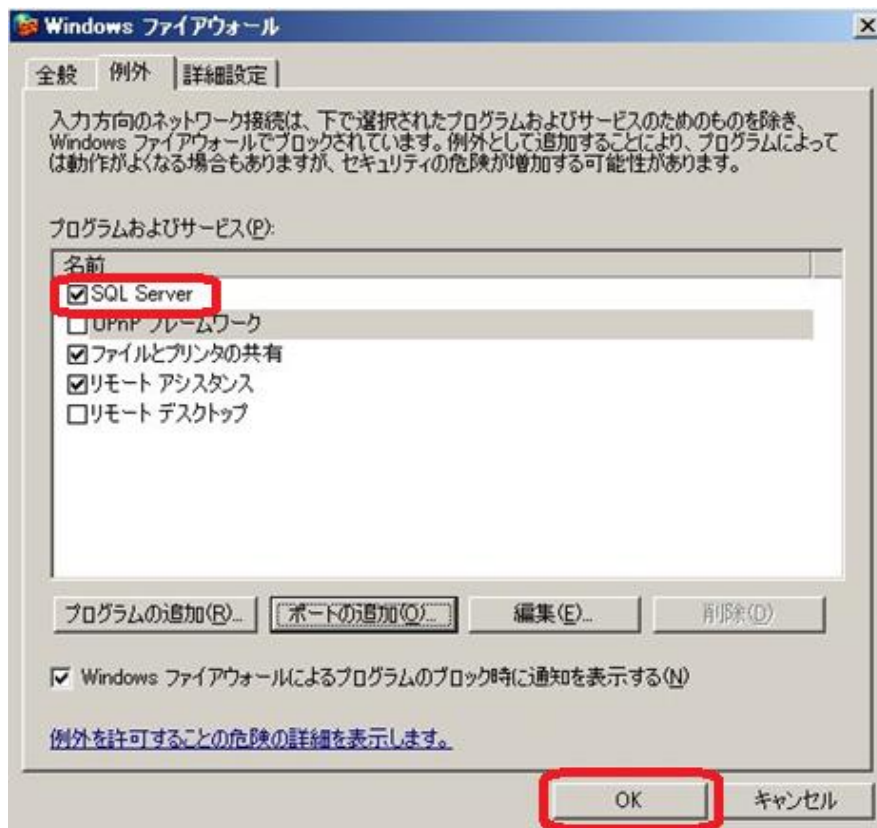 Windows ファイアウォール
全般 例外 詳細設定
入力方向のネットワーク接続は、下で選択されたプログラムおよびサービスのためのものを除き、
Windows ファイアウォールでブロックされています。例外として追加することにより、プログラムによって
は動作がよくなる場合もありますが、セキュリティの危険が増加する可能性があります。
プログラムおよびサービス(P):
名前
SQL Server
UPnP フレームワーク
ファイルとプリンタの共有
リモート アシスタンス
リモート デスクトップ
プログラムの追加(R)... ポートの追加(O)... 編集(E)... 削除(D)
Windows ファイアウォールによるプログラムのブロック時に通知を表示する(N)
例外を許可することの危険の詳細を表示します。
OK キャンセル